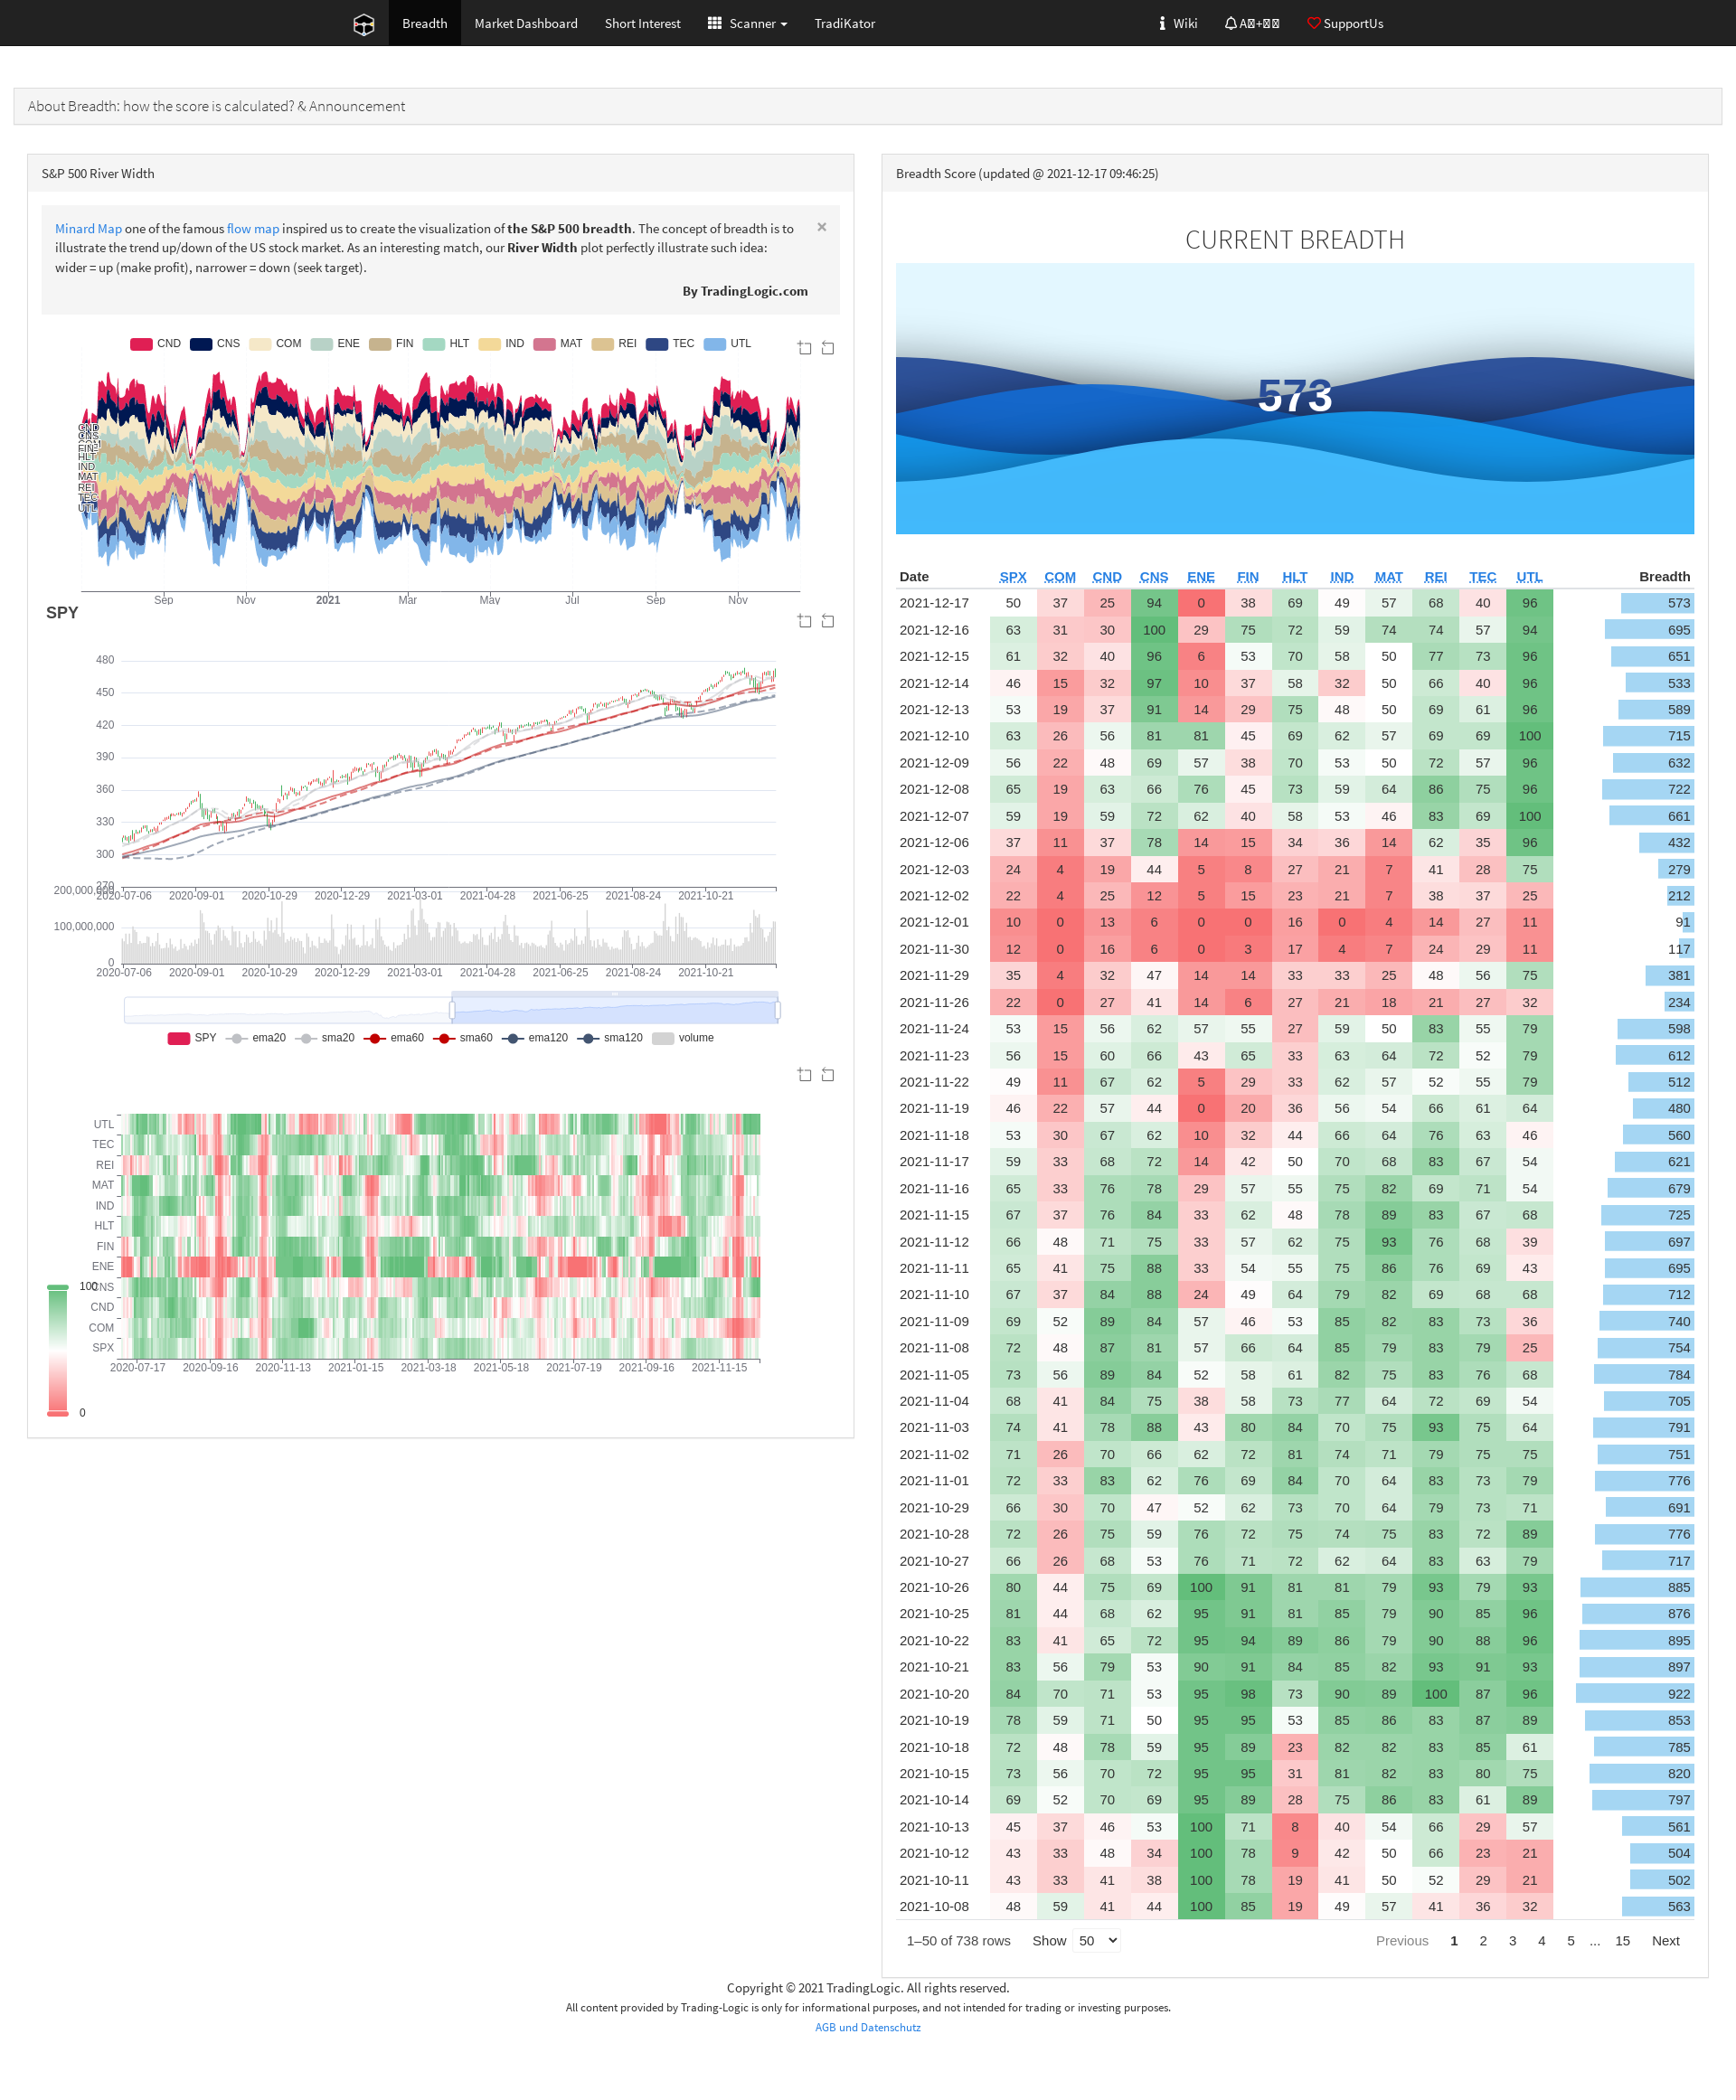 Breadth Market Dashboard Short Interest Scanner TradiKator Wiki SupportUs
About Breadth: how the score is calculated? & Announcement
S&P 500 River Width
Minard Map one of the famous flow map inspired us to create the visualization of the S&P 500 breadth. The concept of breadth is to
illustrate the trend up/down of the US stock market. As an interesting match, our River Width plot perfectly illustrate such idea:
wider = up (make profit), narrower = down (seek target).
×
By TradingLogic.com
CND CNS COM ENE FIN HLT IND MAT REI TEC UTL
CND
CNS
FIN
HLT
IND
MAT
REI
TEC
UTL
Sep Nov 2021 Mar May Jul Sep Nov
SPY
480
450
420
390
360
330
300
270
2020-07-06 2020-09-01 2020-10-29 2020-12-29 2021-03-01 2021-04-28 2021-06-25 2021-08-24 2021-10-21
200,000,000
100,000,000
0
2020-07-06 2020-09-01 2020-10-29 2020-12-29 2021-03-01 2021-04-28 2021-06-25 2021-08-24 2021-10-21
SPY ema20 sma20 ema60 sma60 ema120 sma120 volume
UTL
TEC
REI
MAT
IND
HLT
FIN
ENE
CNS
CND
COM
SPX
2020-07-17 2020-09-16 2020-11-13 2021-01-15 2021-03-18 2021-05-18 2021-07-19 2021-09-16 2021-11-15
100
0
Breadth Score (updated @ 2021-12-17 09:46:25)
CURRENT BREADTH
573
Date SPX COM CND CNS ENE FIN HLT IND MAT REI TEC UTL Breadth
2021-12-17 50 37 25 94 0 38 69 49 57 68 40 96 573
2021-12-16 63 31 30 100 29 75 72 59 74 74 57 94 695
2021-12-15 61 32 40 96 6 53 70 58 50 77 73 96 651
2021-12-14 46 15 32 97 10 37 58 32 50 66 40 96 533
2021-12-13 53 19 37 91 14 29 75 48 50 69 61 96 589
2021-12-10 63 26 56 81 81 45 69 62 57 69 69 100 715
2021-12-09 56 22 48 69 57 38 70 53 50 72 57 96 632
2021-12-08 65 19 63 66 76 45 73 59 64 86 75 96 722
2021-12-07 59 19 59 72 62 40 58 53 46 83 69 100 661
2021-12-06 37 11 37 78 14 15 34 36 14 62 35 96 432
2021-12-03 24 4 19 44 5 8 27 21 7 41 28 75 279
2021-12-02 22 4 25 12 5 15 23 21 7 38 37 25 212
2021-12-01 10 0 13 6 0 0 16 0 4 14 27 11 91
2021-11-30 12 0 16 6 0 3 17 4 7 24 29 11 117
2021-11-29 35 4 32 47 14 14 33 33 25 48 56 75 381
2021-11-26 22 0 27 41 14 6 27 21 18 21 27 32 234
2021-11-24 53 15 56 62 57 55 27 59 50 83 55 79 598
2021-11-23 56 15 60 66 43 65 33 63 64 72 52 79 612
2021-11-22 49 11 67 62 5 29 33 62 57 52 55 79 512
2021-11-19 46 22 57 44 0 20 36 56 54 66 61 64 480
2021-11-18 53 30 67 62 10 32 44 66 64 76 63 46 560
2021-11-17 59 33 68 72 14 42 50 70 68 83 67 54 621
2021-11-16 65 33 76 78 29 57 55 75 82 69 71 54 679
2021-11-15 67 37 76 84 33 62 48 78 89 83 67 68 725
2021-11-12 66 48 71 75 33 57 62 75 93 76 68 39 697
2021-11-11 65 41 75 88 33 54 55 75 86 76 69 43 695
2021-11-10 67 37 84 88 24 49 64 79 82 69 68 68 712
2021-11-09 69 52 89 84 57 46 53 85 82 83 73 36 740
2021-11-08 72 48 87 81 57 66 64 85 79 83 79 25 754
2021-11-05 73 56 89 84 52 58 61 82 75 83 76 68 784
2021-11-04 68 41 84 75 38 58 73 77 64 72 69 54 705
2021-11-03 74 41 78 88 43 80 84 70 75 93 75 64 791
2021-11-02 71 26 70 66 62 72 81 74 71 79 75 75 751
2021-11-01 72 33 83 62 76 69 84 70 64 83 73 79 776
2021-10-29 66 30 70 47 52 62 73 70 64 79 73 71 691
2021-10-28 72 26 75 59 76 72 75 74 75 83 72 89 776
2021-10-27 66 26 68 53 76 71 72 62 64 83 63 79 717
2021-10-26 80 44 75 69 100 91 81 81 79 93 79 93 885
2021-10-25 81 44 68 62 95 91 81 85 79 90 85 96 876
2021-10-22 83 41 65 72 95 94 89 86 79 90 88 96 895
2021-10-21 83 56 79 53 90 91 84 85 82 93 91 93 897
2021-10-20 84 70 71 53 95 98 73 90 89 100 87 96 922
2021-10-19 78 59 71 50 95 95 53 85 86 83 87 89 853
2021-10-18 72 48 78 59 95 89 23 82 82 83 85 61 785
2021-10-15 73 56 70 72 95 95 31 81 82 83 80 75 820
2021-10-14 69 52 70 69 95 89 28 75 86 83 61 89 797
2021-10-13 45 37 46 53 100 71 8 40 54 66 29 57 561
2021-10-12 43 33 48 34 100 78 9 42 50 66 23 21 504
2021-10-11 43 33 41 38 100 78 19 41 50 52 29 21 502
2021-10-08 48 59 41 44 100 85 19 49 57 41 36 32 563
1–50 of 738 rows Show 50 Previous 1 2 3 4 5 ... 15 Next
Copyright © 2021 TradingLogic. All rights reserved.
All content provided by Trading-Logic is only for informational purposes, and not intended for trading or investing purposes.
AGB und Datenschutz